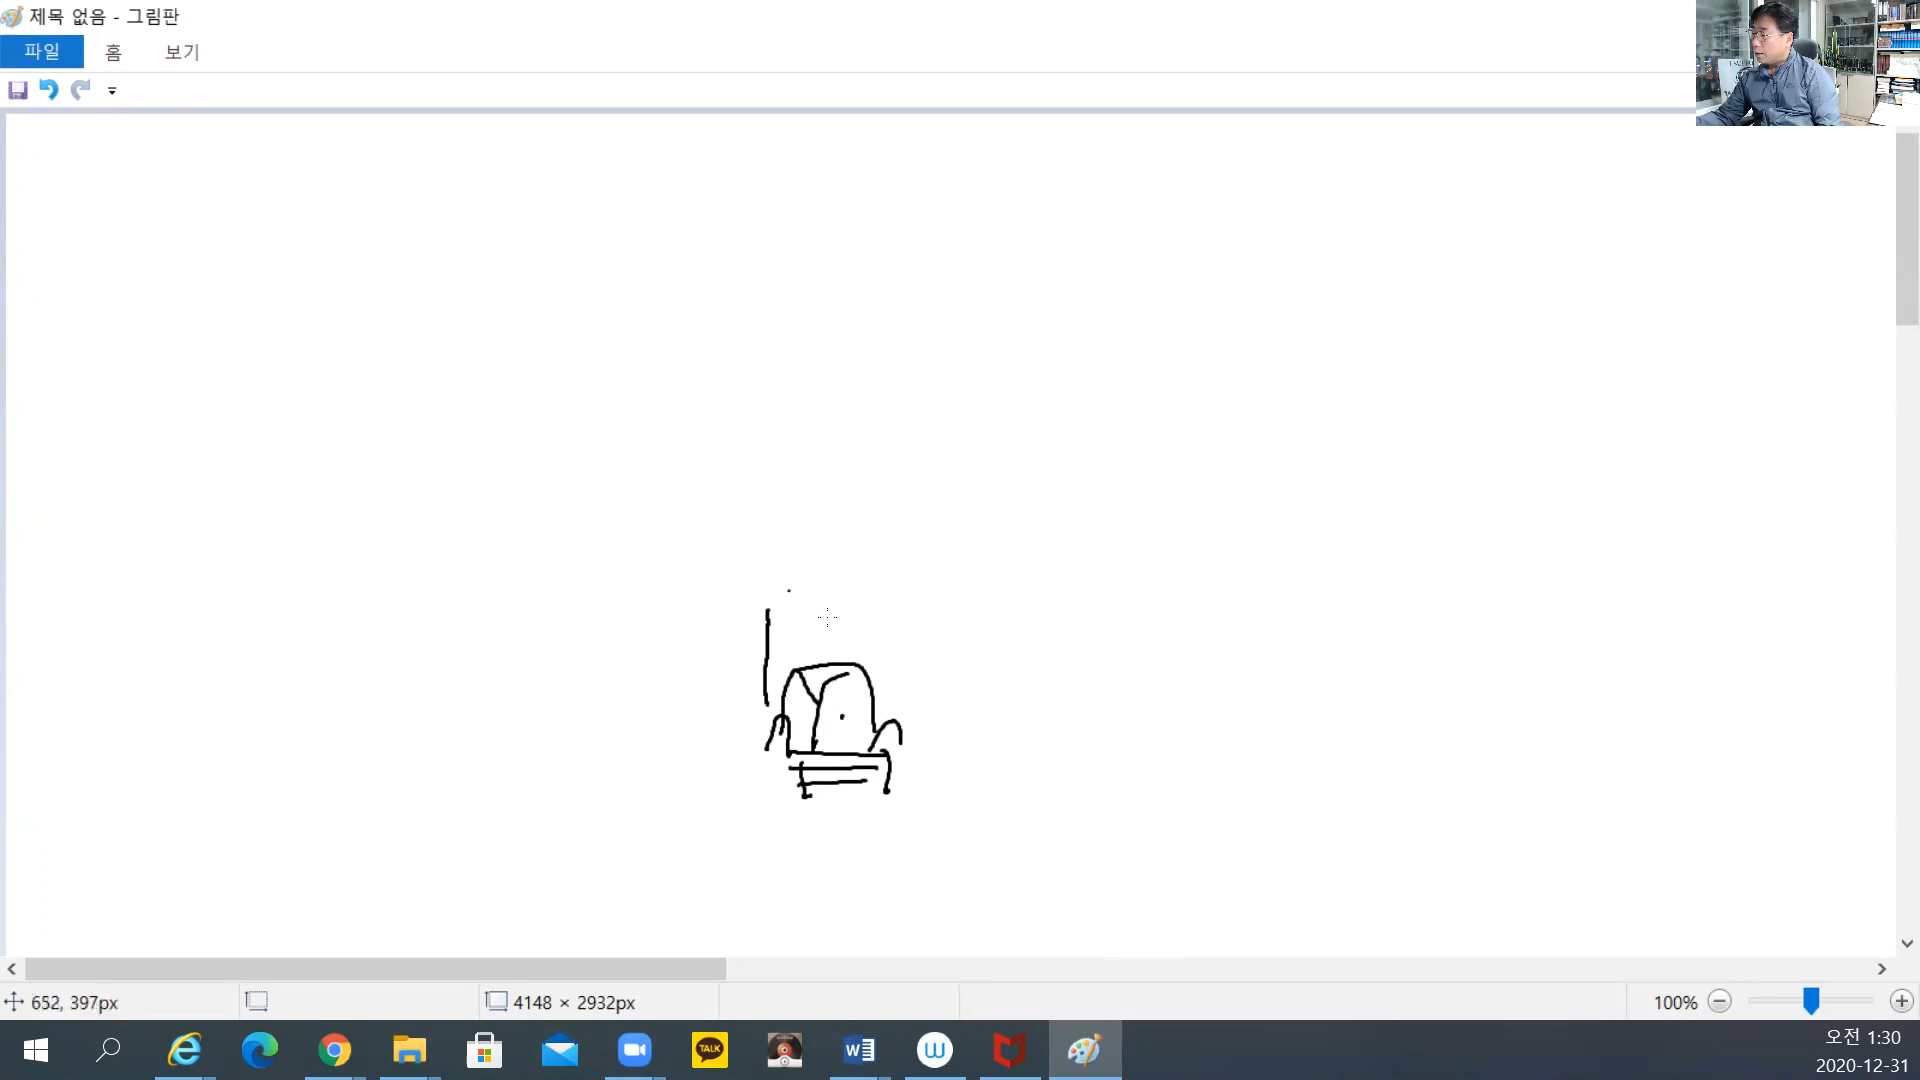 제목 없음 - 그림판
파일 홈 보기
652, 397px
4148 × 2932px
100%
TALK
W
오전 1:30
2020-12-31